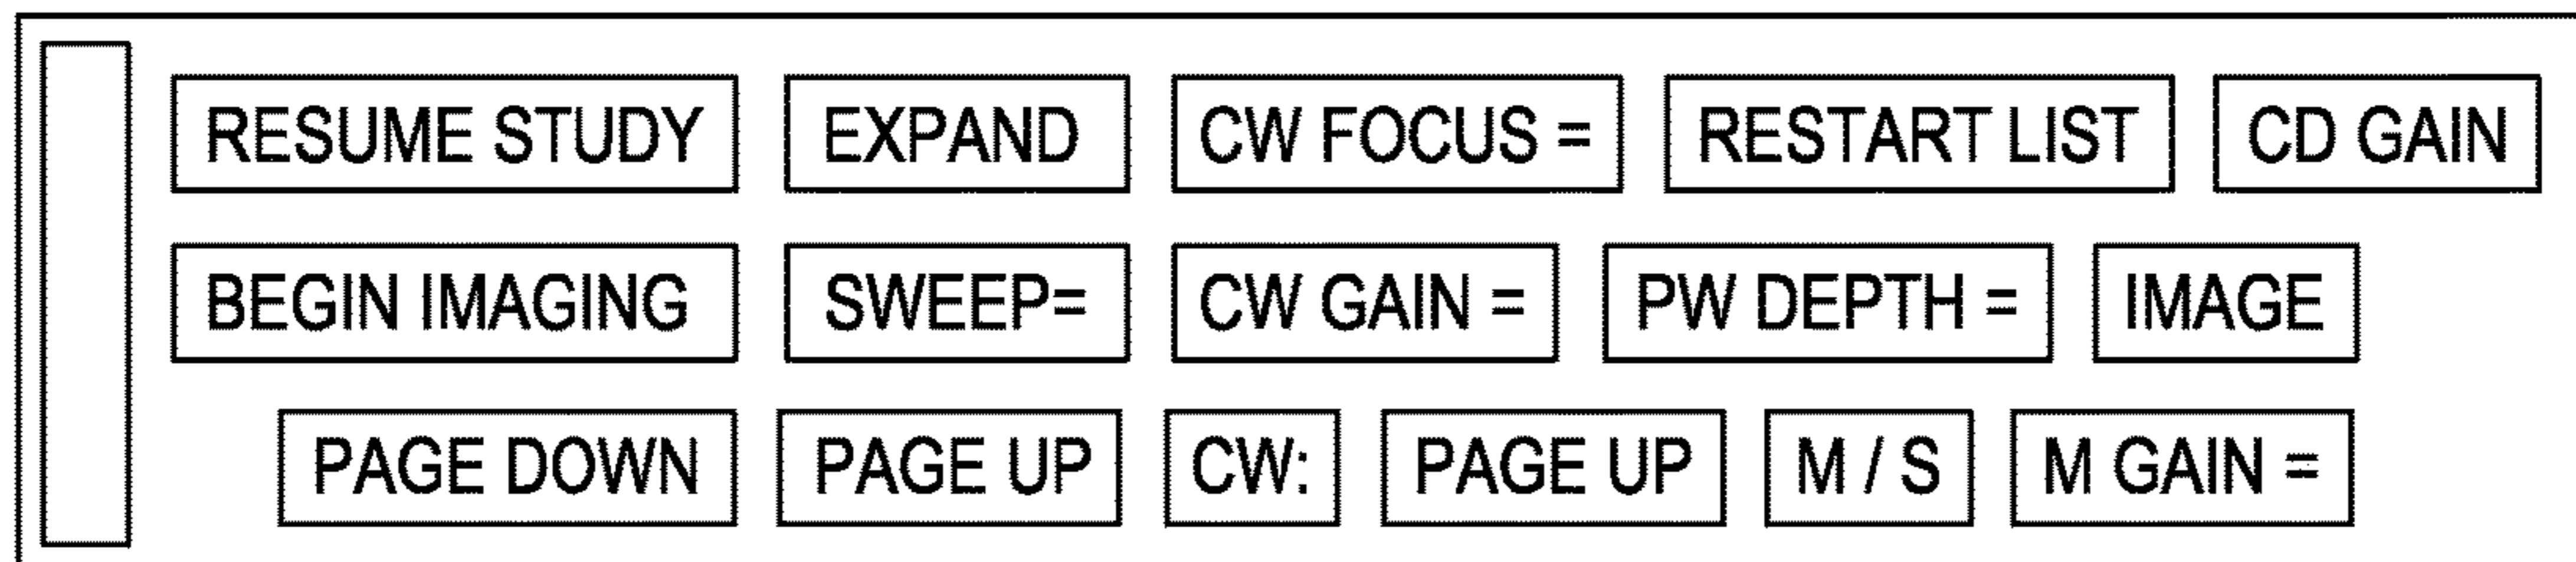 RESUME STUDY EXPAND CW FOCUS = RESTART LIST CD GAIN
BEGIN IMAGING SWEEP= CW GAIN = PW DEPTH = IMAGE
PAGE DOWN PAGE UP CW: PAGE UP M / S M GAIN =